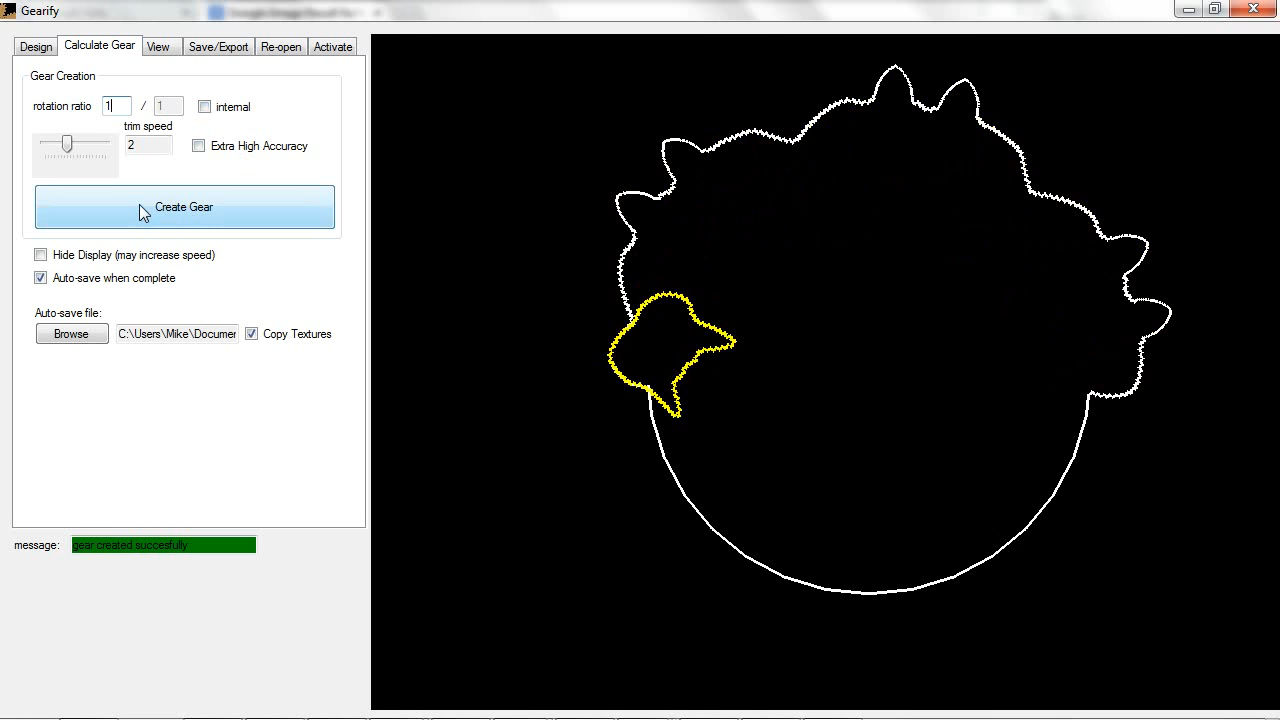 Gearify
Design Calculate Gear View Save/Export Re-open Activate
Gear Creation
rotation ratio 1 / 1 internal
trim speed
2 Extra High Accuracy
Create Gear
Hide Display (may increase speed)
Auto-save when complete
Auto-save file:
Browse C:\Users\Mike\Documer Copy Textures
message: gear created succesfully